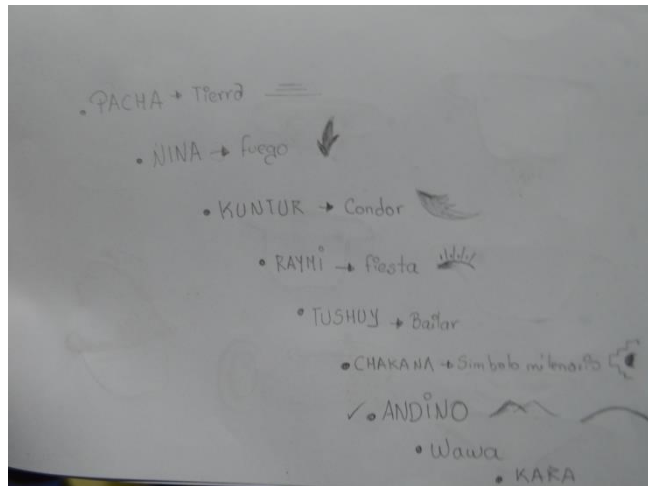 • PACHA → Tierra
• NINA → fuego
• KUNTUR → Condor
• RAYMi → fiesta
• TUSHUY → Bailar
• CHAKANA → Simbolo milenario
✓ • ANDiNO
• Wawa
• KARA